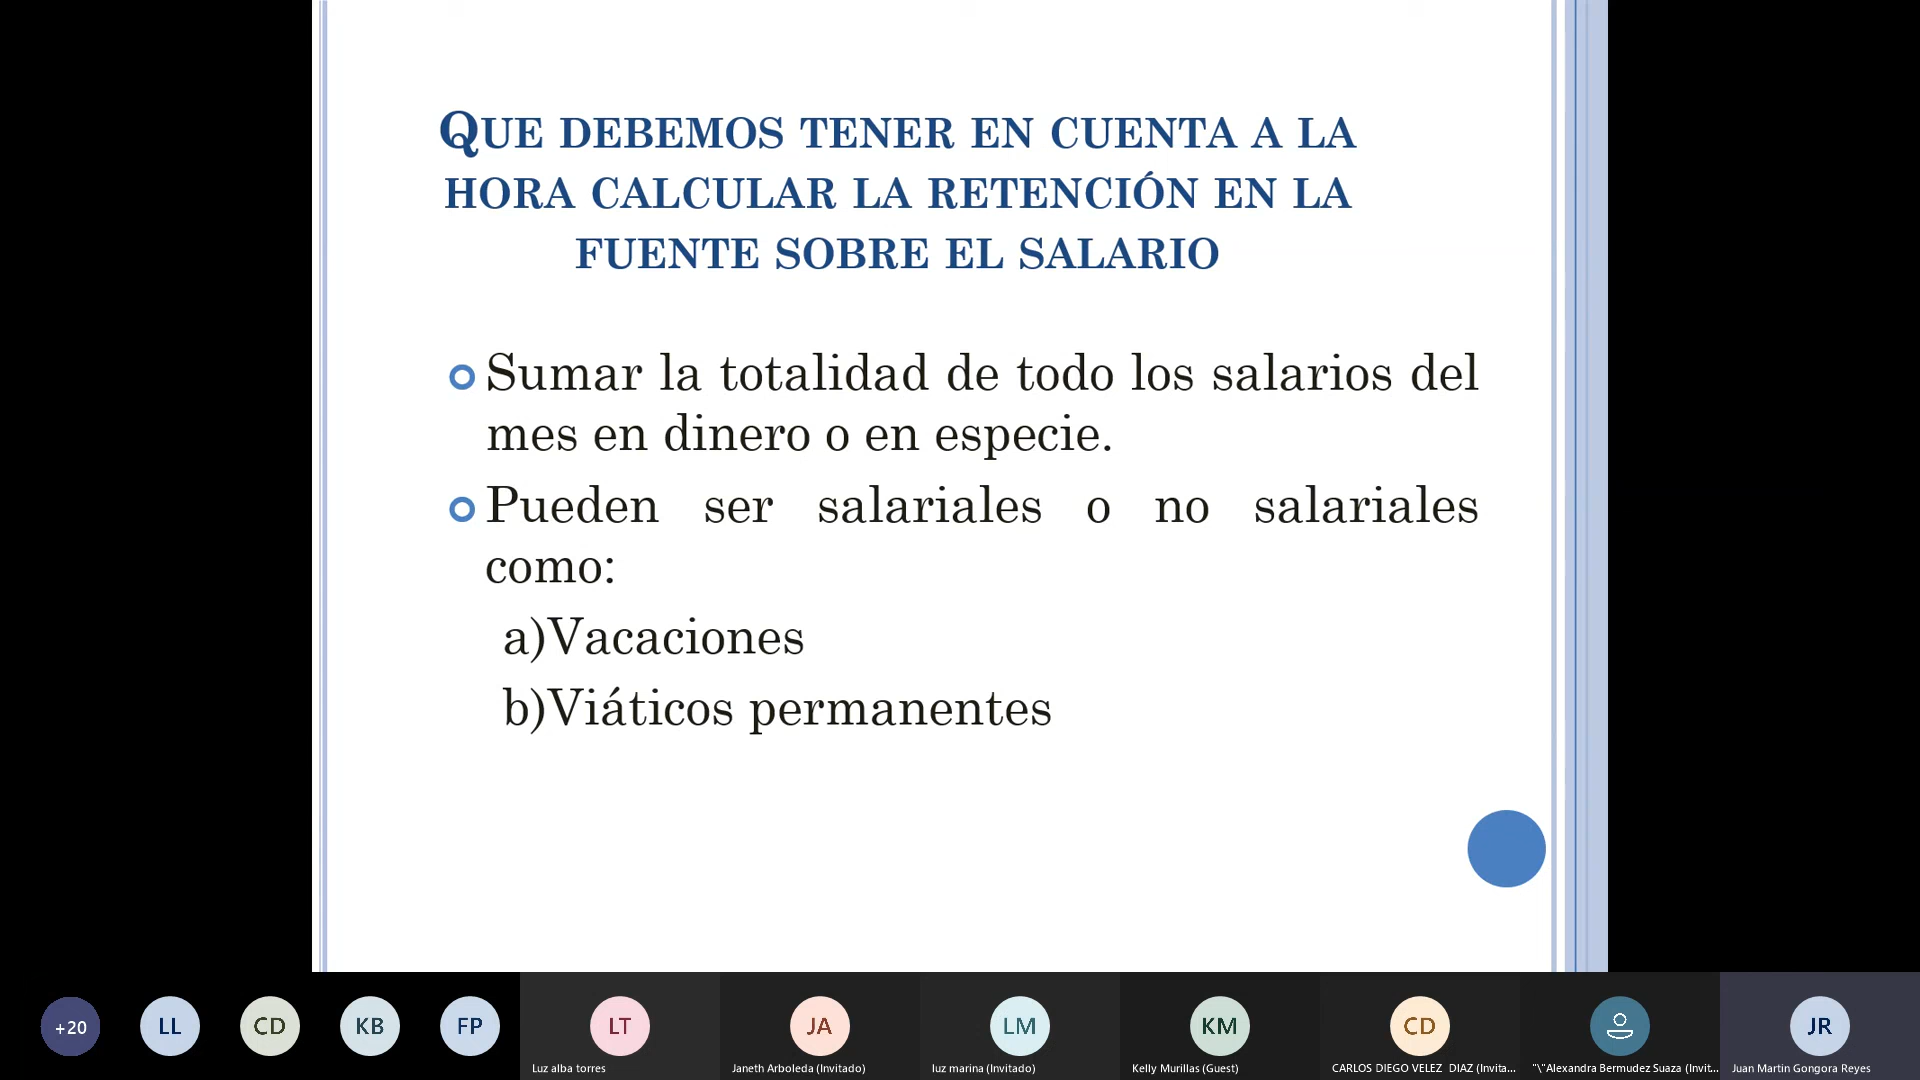 QUE DEBEMOS TENER EN CUENTA A LA
HORA CALCULAR LA RETENCIÓN EN LA
FUENTE SOBRE EL SALARIO
Sumar la totalidad de todo los salarios del
mes en dinero o en especie.
Pueden ser salariales o no salariales
como:
a)Vacaciones
b)Viáticos permanentes
+20
LL
CD
KB
FP
LT
JA
LM
KM
CD
JR
Luz alba torres
Janeth Arboleda (Invitado)
luz marina (Invitado)
Kelly Murillas (Guest)
CARLOS DIEGO VELEZ DIAZ (Invita...
"\"Alexandra Bermudez Suaza (Invit...
Juan Martin Gongora Reyes